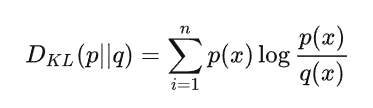 D_{KL}(p||q) = \sum_{i=1}^{n} p(x) \log \frac{p(x)}{q(x)}